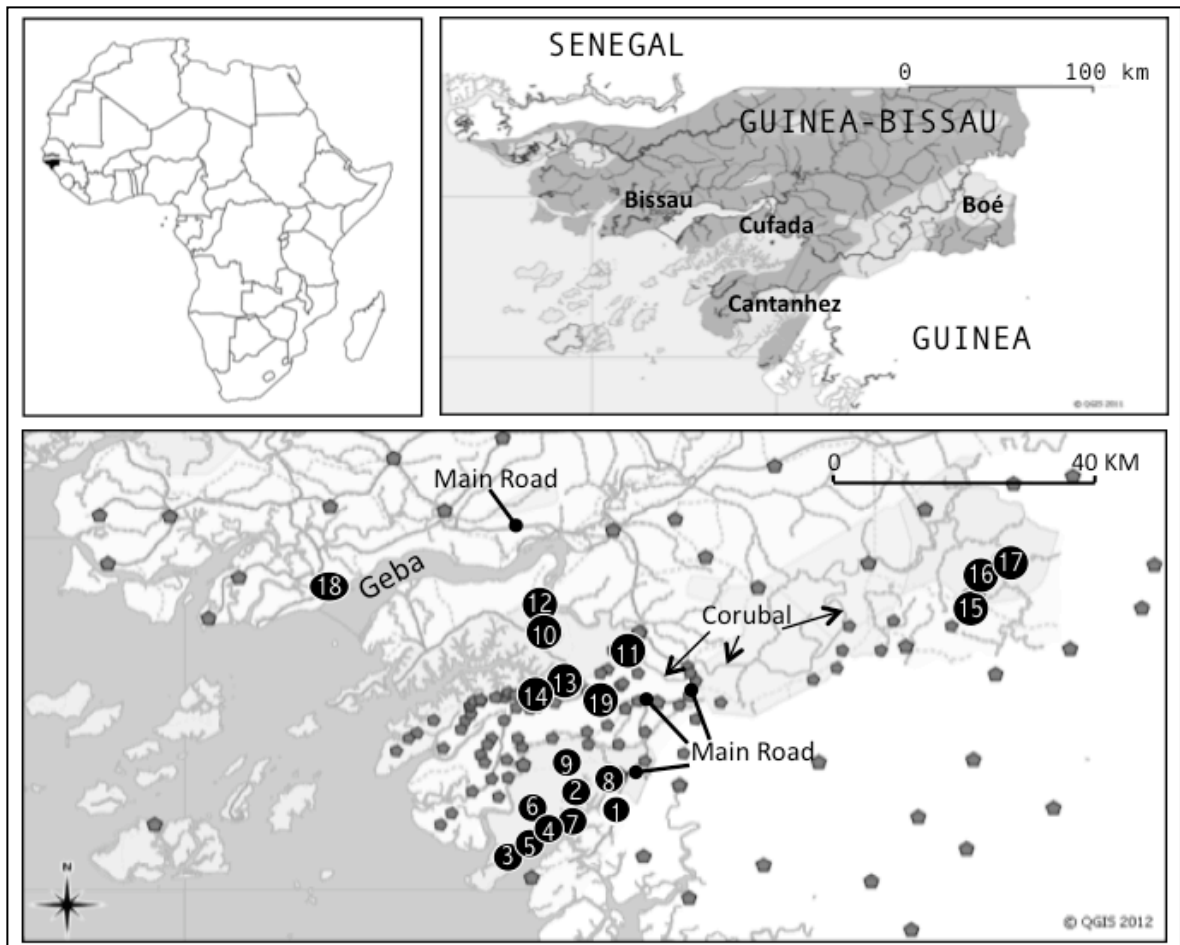 SENEGAL
0 100 km
GUINEA-BISSAU
Bissau
Boé
Cufada
Cantanhez
GUINEA
© QGIS 2011
Main Road
0 40 KM
Geba
18
17
16
15
12
10
Corubal
11
13
14
19
Main Road
9
8
2
6
1
7
4
5
3
N
© QGIS 2012